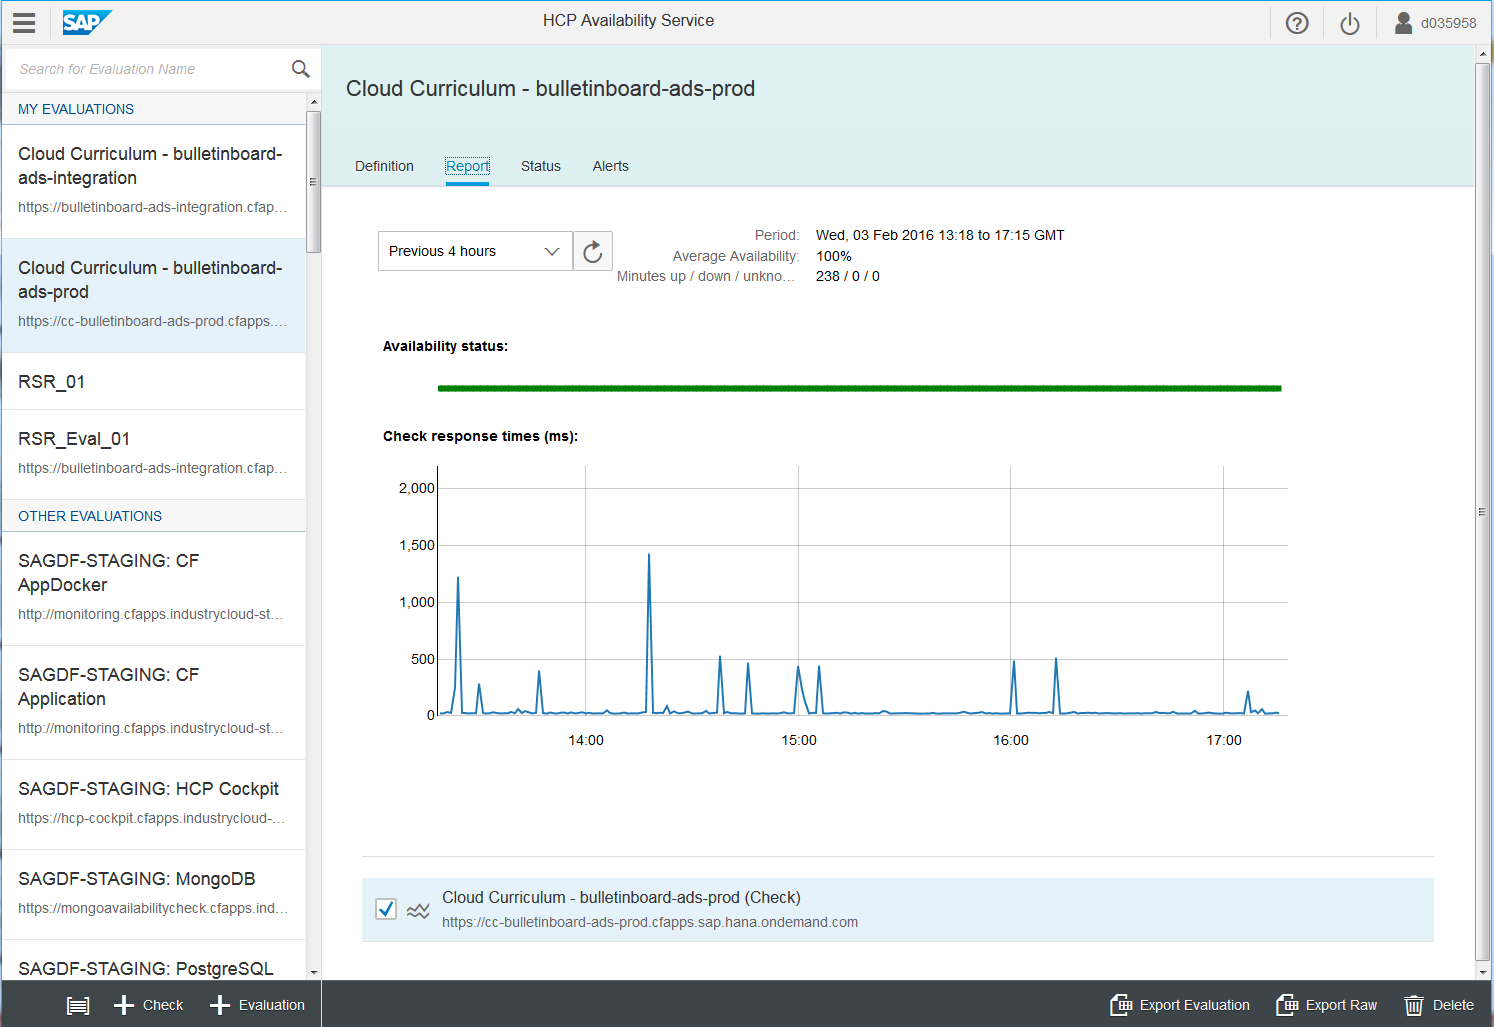 SAP
HCP Availability Service
d035958
Search for Evaluation Name
MY EVALUATIONS
Cloud Curriculum - bulletinboard-
ads-integration
https://bulletinboard-ads-integration.cfap...
Cloud Curriculum - bulletinboard-
ads-prod
https://cc-bulletinboard-ads-prod.cfapps....
RSR_01
RSR_Eval_01
https://bulletinboard-ads-integration.cfap...
OTHER EVALUATIONS
SAGDF-STAGING: CF
AppDocker
http://monitoring.cfapps.industrycloud-st...
SAGDF-STAGING: CF
Application
http://monitoring.cfapps.industrycloud-st...
SAGDF-STAGING: HCP Cockpit
https://hcp-cockpit.cfapps.industrycloud-...
SAGDF-STAGING: MongoDB
https://mongoavailabilitycheck.cfapps.ind...
SAGDF-STAGING: PostgreSQL
Check
Evaluation
Cloud Curriculum - bulletinboard-ads-prod
Definition Report Status Alerts
Previous 4 hours
Period: Wed, 03 Feb 2016 13:18 to 17:15 GMT
Average Availability: 100%
Minutes up / down / unkno... 238 / 0 / 0
Availability status:
Check response times (ms):
2,000
1,500
1,000
500
0
14:00 15:00 16:00 17:00
Cloud Curriculum - bulletinboard-ads-prod (Check)
https://cc-bulletinboard-ads-prod.cfapps.sap.hana.ondemand.com
Export Evaluation Export Raw Delete